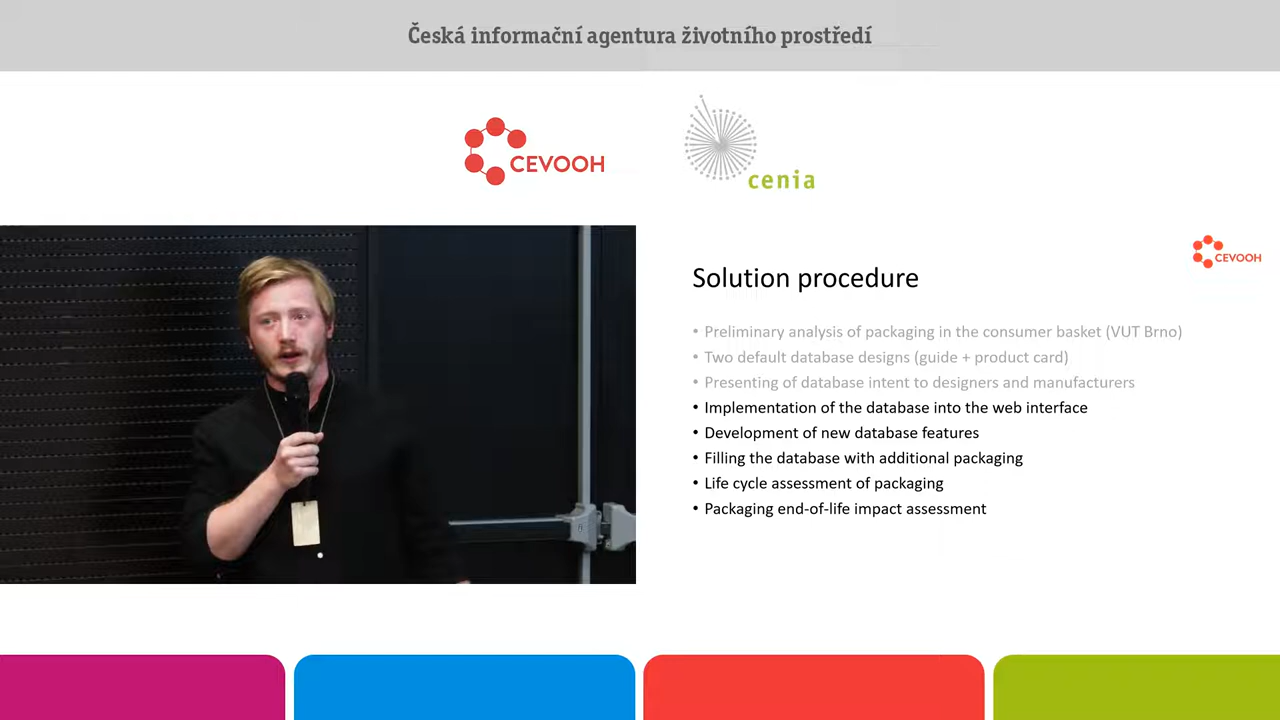 Česká informační agentura životního prostředí
CEVOOH
cenia
CEVOOH
Solution procedure
• Preliminary analysis of packaging in the consumer basket (VUT Brno)
• Two default database designs (guide + product card)
• Presenting of database intent to designers and manufacturers
• Implementation of the database into the web interface
• Development of new database features
• Filling the database with additional packaging
• Life cycle assessment of packaging
• Packaging end-of-life impact assessment